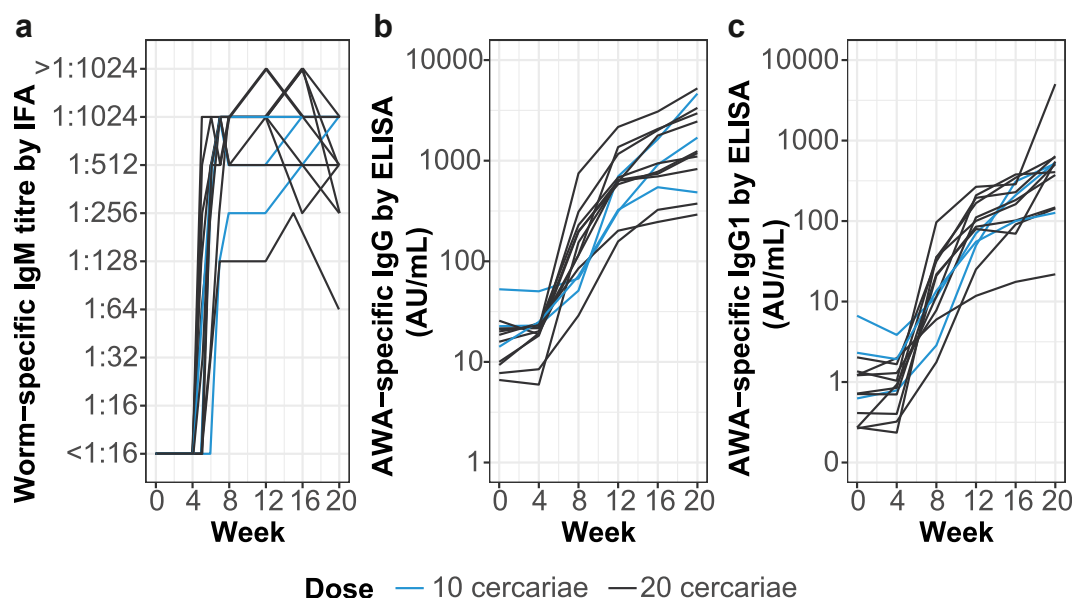 a
Worm−specific IgM titre by IFA
>1:1024
1:1024
1:512
1:256
1:128
1:64
1:32
1:16
<1:16
0 4 8 12 16 20
Week
b
AWA−specific IgG by ELISA
(AU/mL)
10000
1000
100
10
1
0 4 8 12 16 20
Week
c
AWA−specific IgG1 by ELISA
(AU/mL)
10000
1000
100
10
1
0
0 4 8 12 16 20
Week
Dose 10 cercariae 20 cercariae